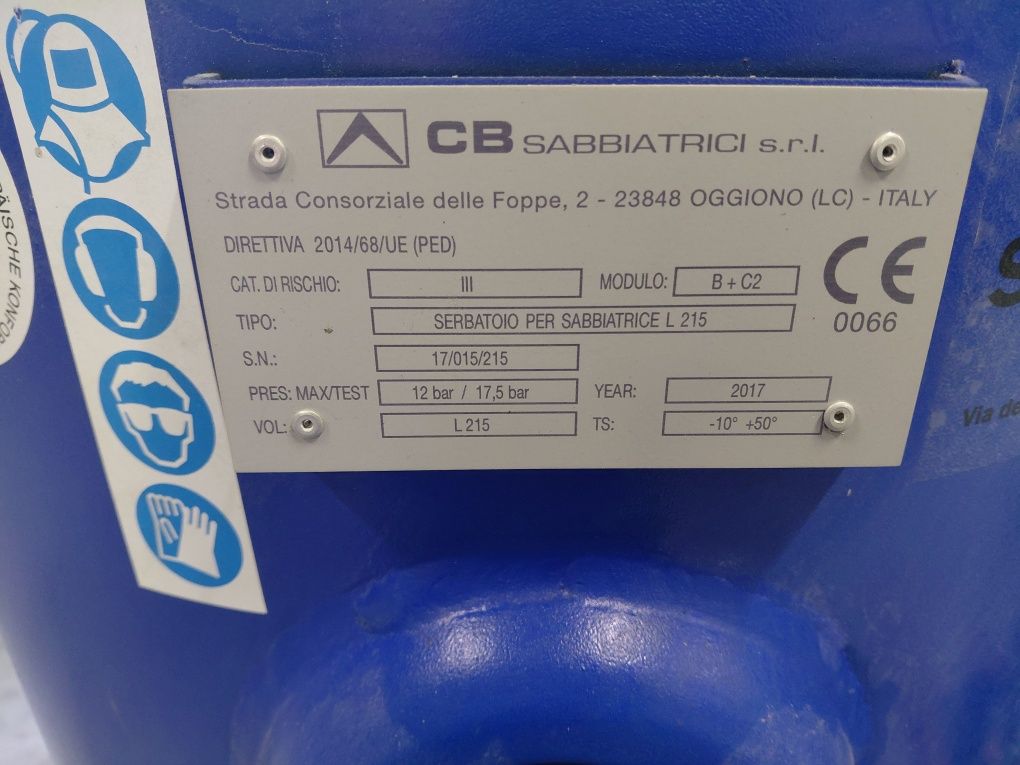 CB SABBIATRICI s.r.l.
Strada Consorziale delle Foppe, 2 - 23848 OGGIONO (LC) - ITALY
DIRETTIVA 2014/68/UE (PED)
CAT. DI RISCHIO: III MODULO: B + C2
CE
TIPO: SERBATOIO PER SABBIATRICE L 215
0066
S.N.: 17/015/215
PRES: MAX/TEST 12 bar / 17,5 bar YEAR: 2017
VOL: L 215 TS: -10° +50°
Via de